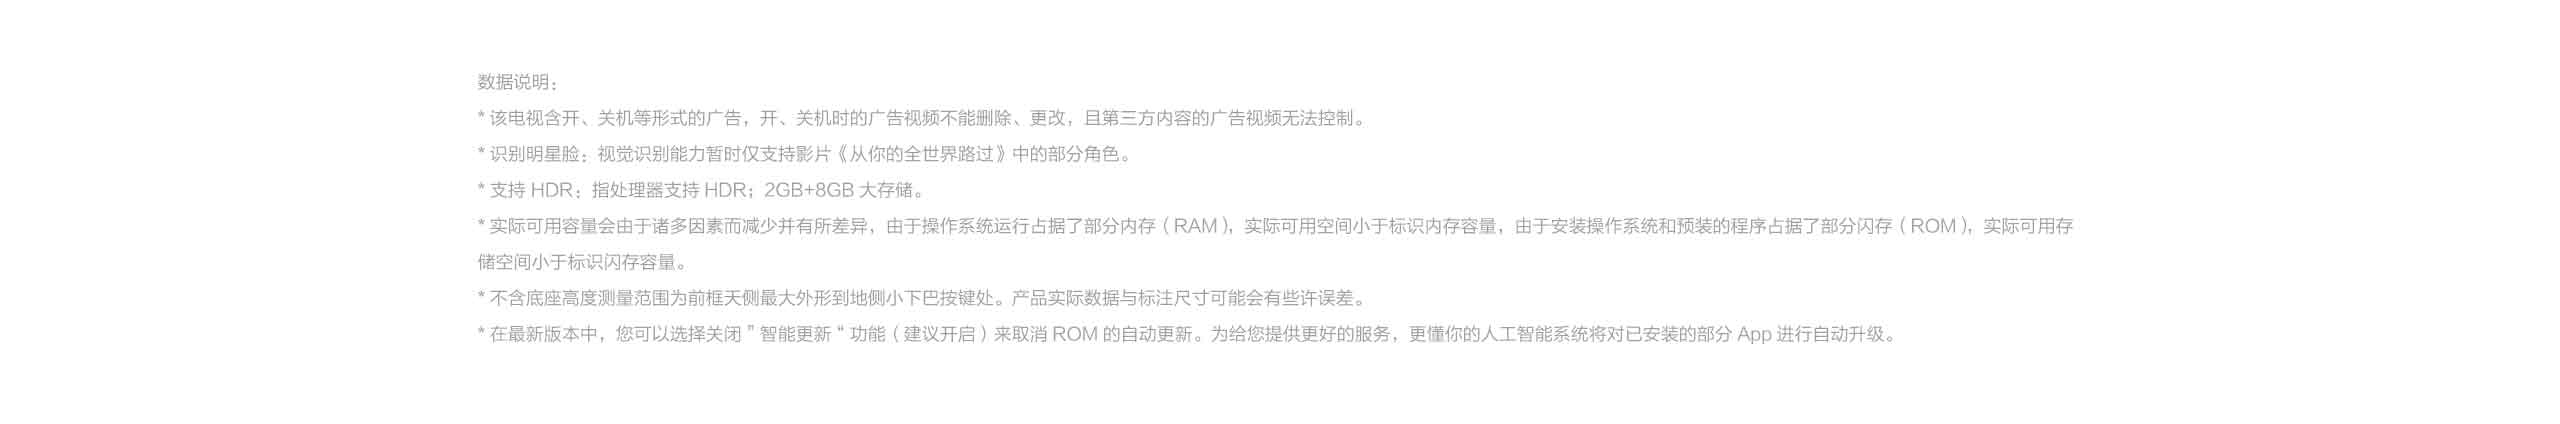 数据说明：
* 该电视含开、关机等形式的广告，开、关机时的广告视频不能删除、更改，且第三方内容的广告视频无法控制。
* 识别明星脸：视觉识别能力暂时仅支持影片《从你的全世界路过》中的部分角色。
* 支持 HDR：指处理器支持 HDR；2GB+8GB 大存储。
* 实际可用容量会由于诸多因素而减少并有所差异，由于操作系统运行占据了部分内存（RAM），实际可用空间小于标识内存容量，由于安装操作系统和预装的程序占据了部分闪存（ROM），实际可用存
储空间小于标识闪存容量。
* 不含底座高度测量范围为前框天侧最大外形到地侧小下巴按键处。产品实际数据与标注尺寸可能会有些许误差。
* 在最新版本中，您可以选择关闭 ” 智能更新 “ 功能（建议开启）来取消 ROM 的自动更新。为给您提供更好的服务，更懂你的人工智能系统将对已安装的部分 App 进行自动升级。